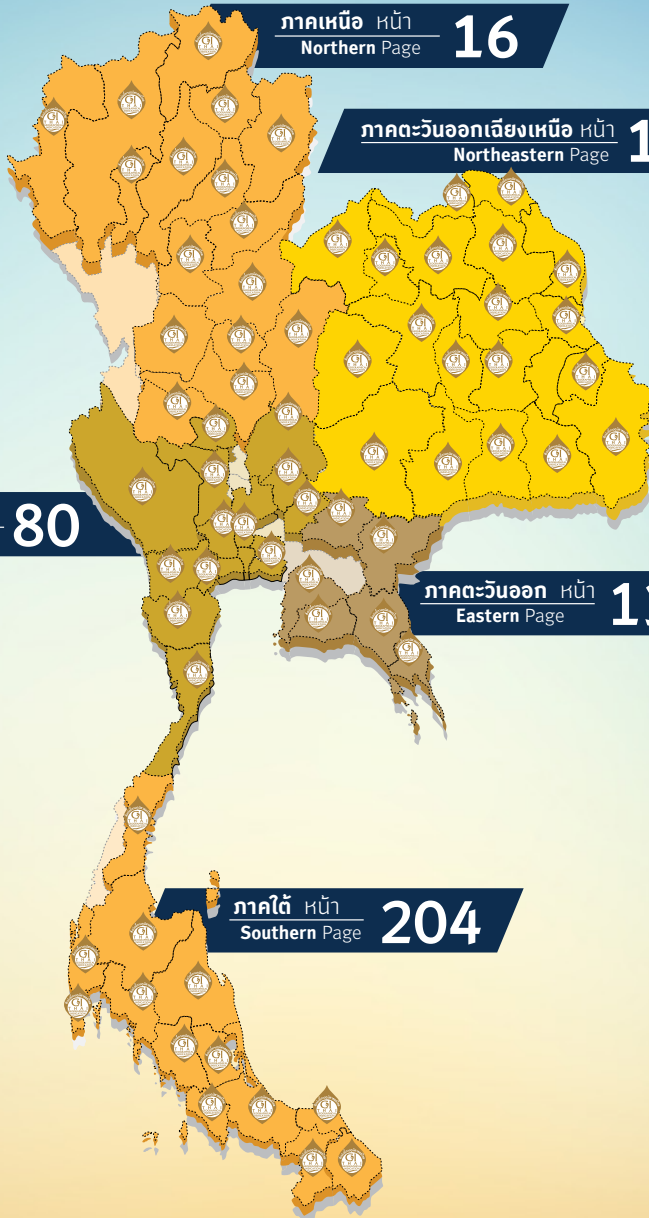 ภาคเหนือ หน้า
Northern Page
16
ภาคตะวันออกเฉียงเหนือ หน้า
Northeastern Page
80
ภาคตะวันออก หน้า
Eastern Page
ภาคใต้ หน้า
Southern Page
204